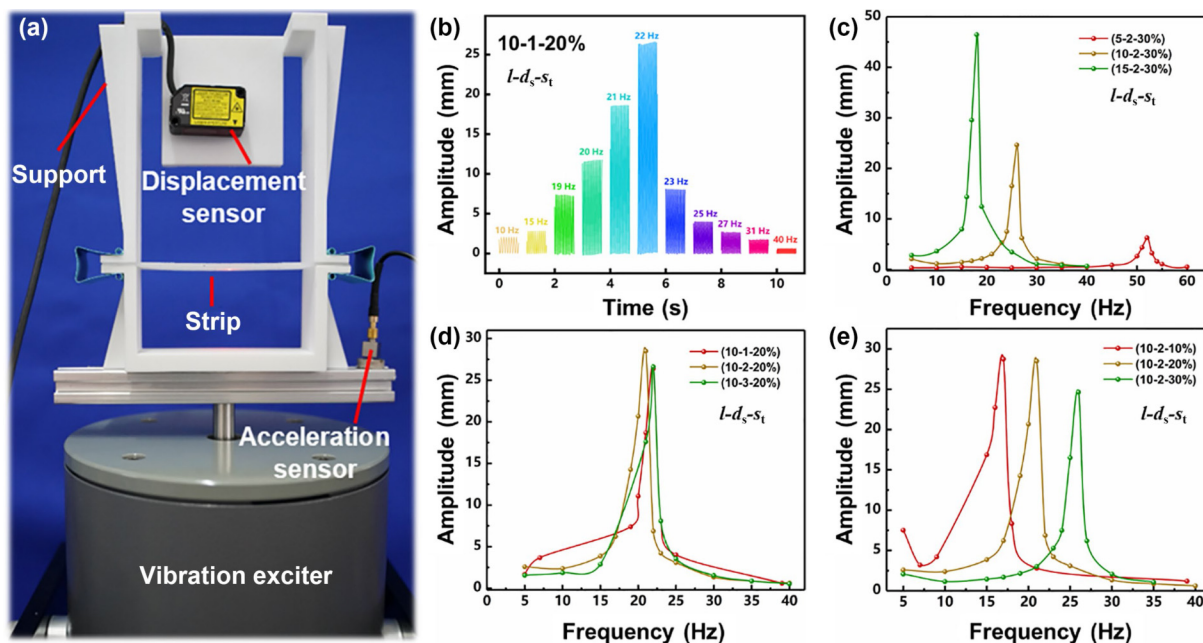 (a)
Support
Displacement
sensor
Strip
Acceleration
sensor
Vibration exciter
(b)
10-1-20%
l-ds-st
Amplitude (mm)
25
20
15
10
5
0
10 Hz
15 Hz
19 Hz
20 Hz
21 Hz
22 Hz
23 Hz
25 Hz
27 Hz
31 Hz
40 Hz
0 2 4 6 8 10
Time (s)
(c)
Amplitude (mm)
50
40
30
20
10
0
(5-2-30%)
(10-2-30%)
(15-2-30%)
l-ds-st
0 10 20 30 40 50 60
Frequency (Hz)
(d)
Amplitude (mm)
30
25
20
15
10
5
0
(10-1-20%)
(10-2-20%)
(10-3-20%)
l-ds-st
0 5 10 15 20 25 30 35 40
Frequency (Hz)
(e)
Amplitude (mm)
30
25
20
15
10
5
0
(10-2-10%)
(10-2-20%)
(10-2-30%)
l-ds-st
5 10 15 20 25 30 35 40
Frequency (Hz)